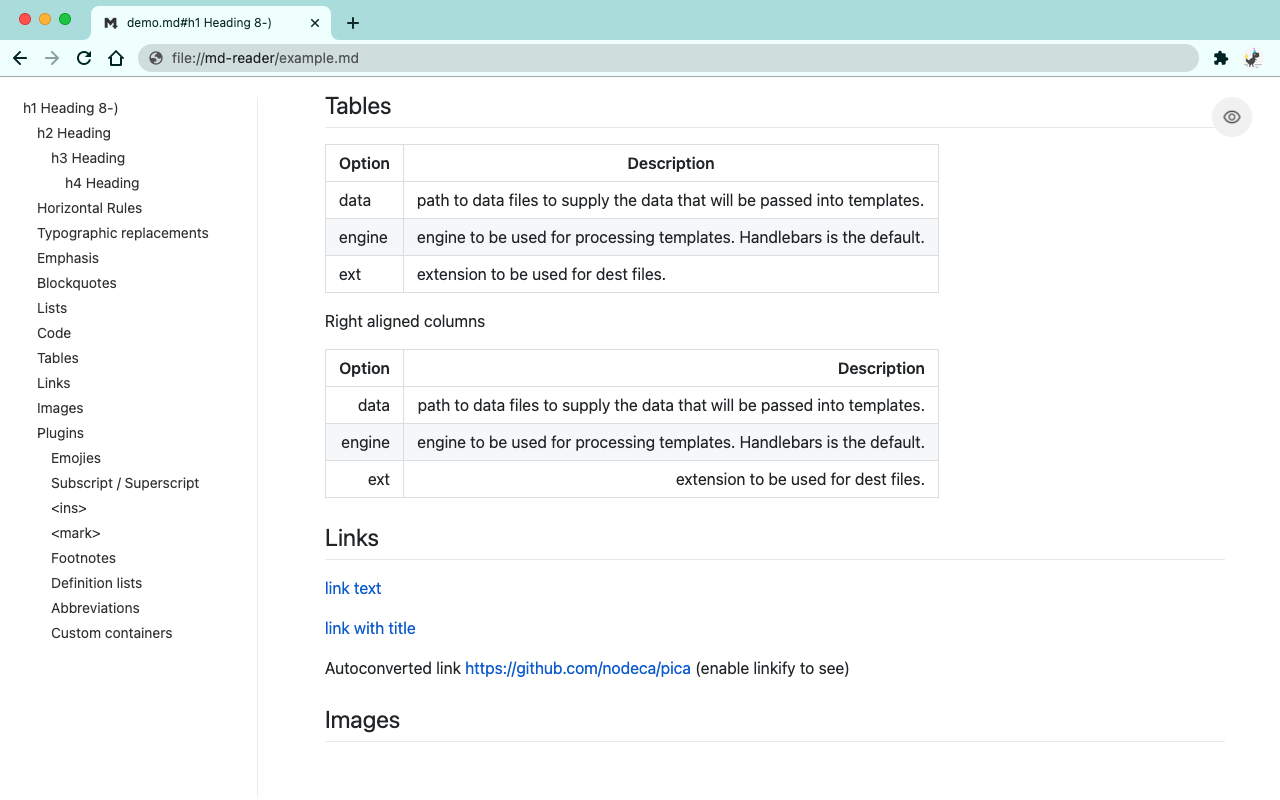 demo.md#h1 Heading 8-)
file://md-reader/example.md
h1 Heading 8-)
h2 Heading
h3 Heading
h4 Heading
Horizontal Rules
Typographic replacements
Emphasis
Blockquotes
Lists
Code
Tables
Links
Images
Plugins
Emojies
Subscript / Superscript
<ins>
<mark>
Footnotes
Definition lists
Abbreviations
Custom containers
Tables
Option Description
data path to data files to supply the data that will be passed into templates.
engine engine to be used for processing templates. Handlebars is the default.
ext extension to be used for dest files.
Right aligned columns
Option Description
data path to data files to supply the data that will be passed into templates.
engine engine to be used for processing templates. Handlebars is the default.
ext extension to be used for dest files.
Links
link text
link with title
Autoconverted link https://github.com/nodeca/pica (enable linkify to see)
Images